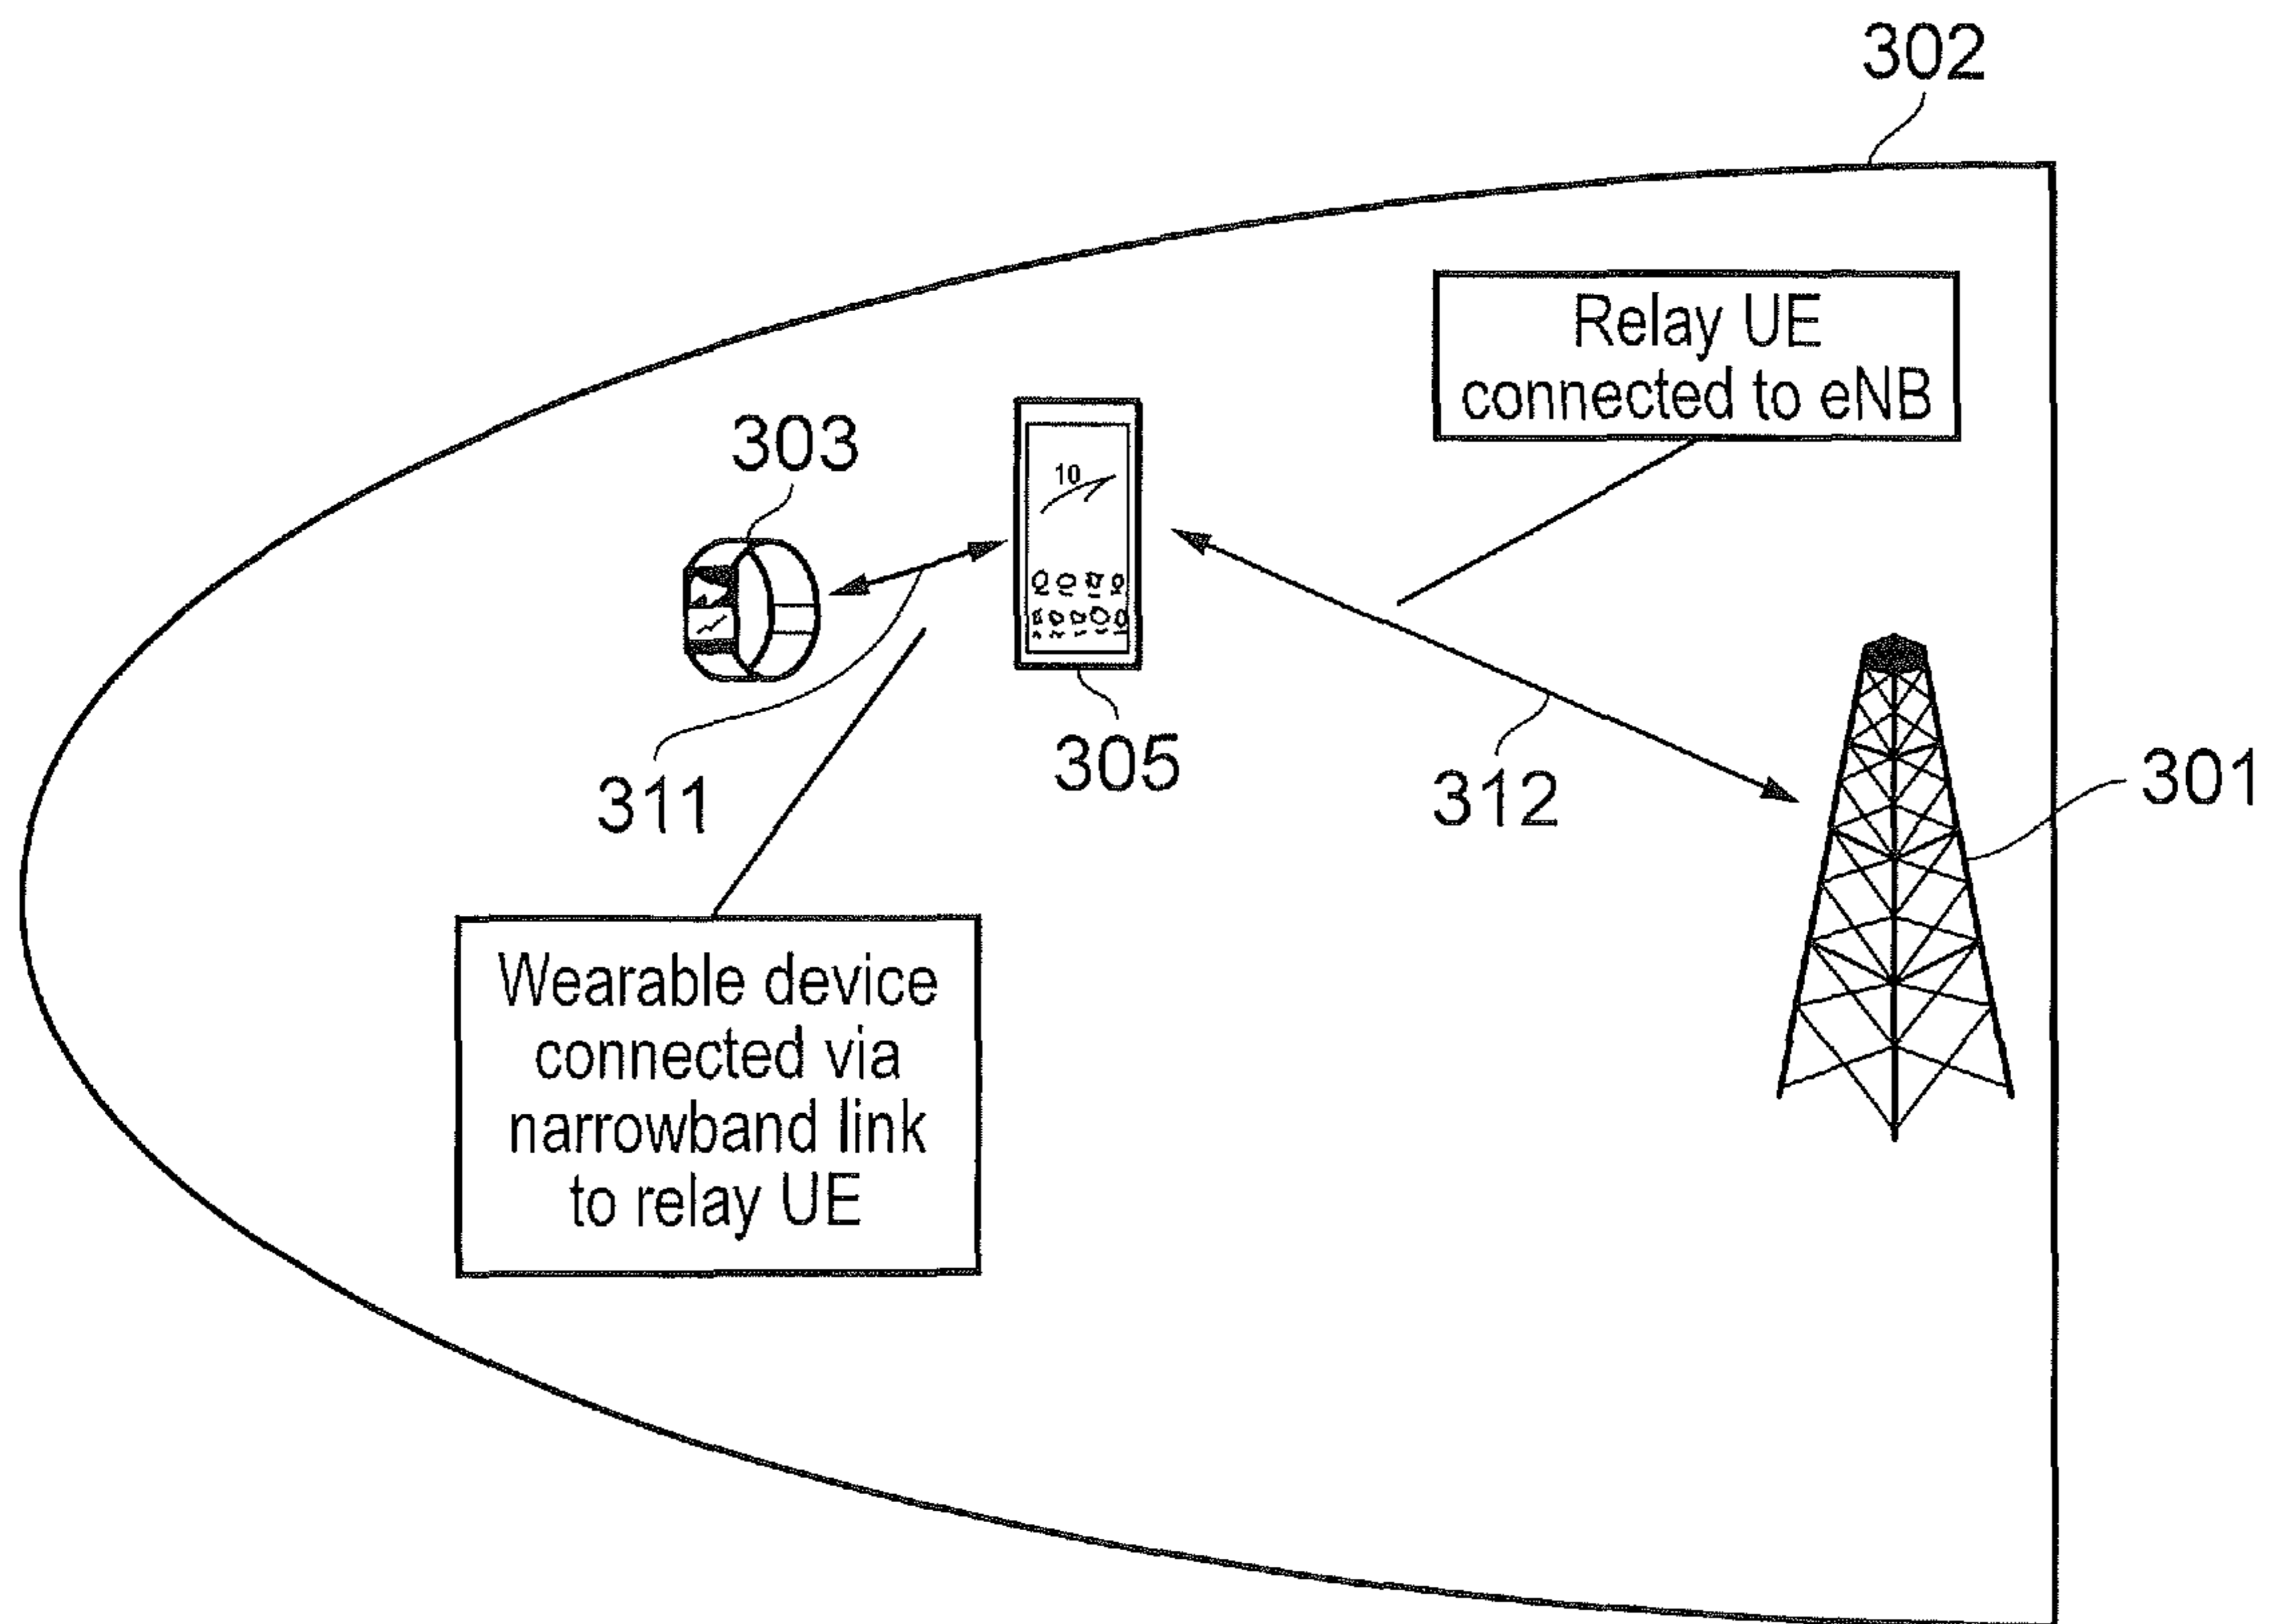 302
Relay UE
connected to eNB
303
10
305
311
312
301
Wearable device
connected via
narrowband link
to relay UE